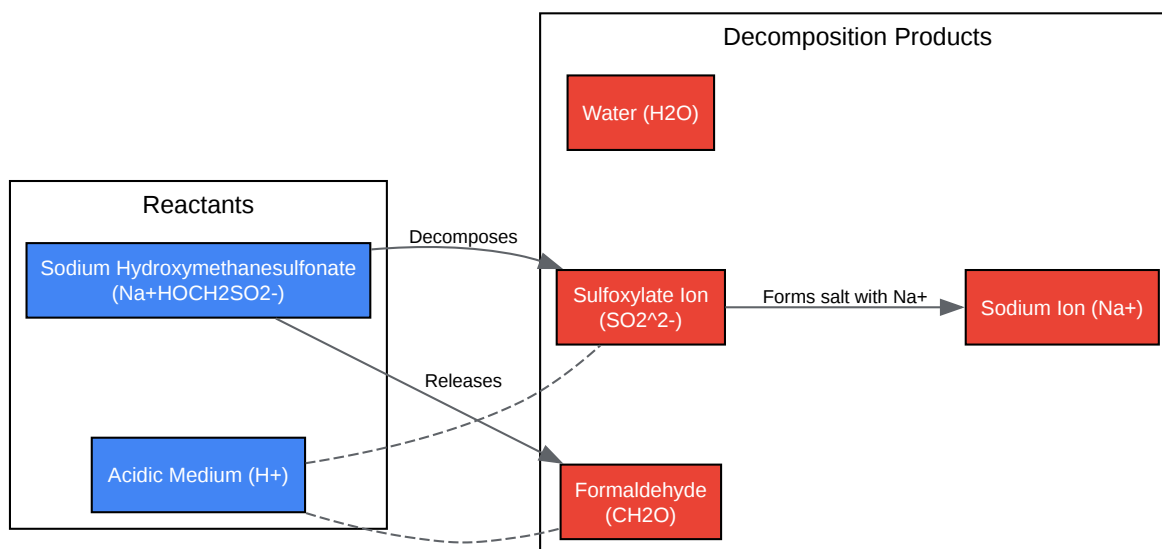 Decomposition Products
Water (H2O)
Reactants
Sodium Hydroxymethanesulfonate
(Na+HOCH2SO2-)
Decomposes
Sulfoxylate Ion
(SO2^2-)
Forms salt with Na+
Sodium Ion (Na+)
Releases
Acidic Medium (H+)
Formaldehyde
(CH2O)